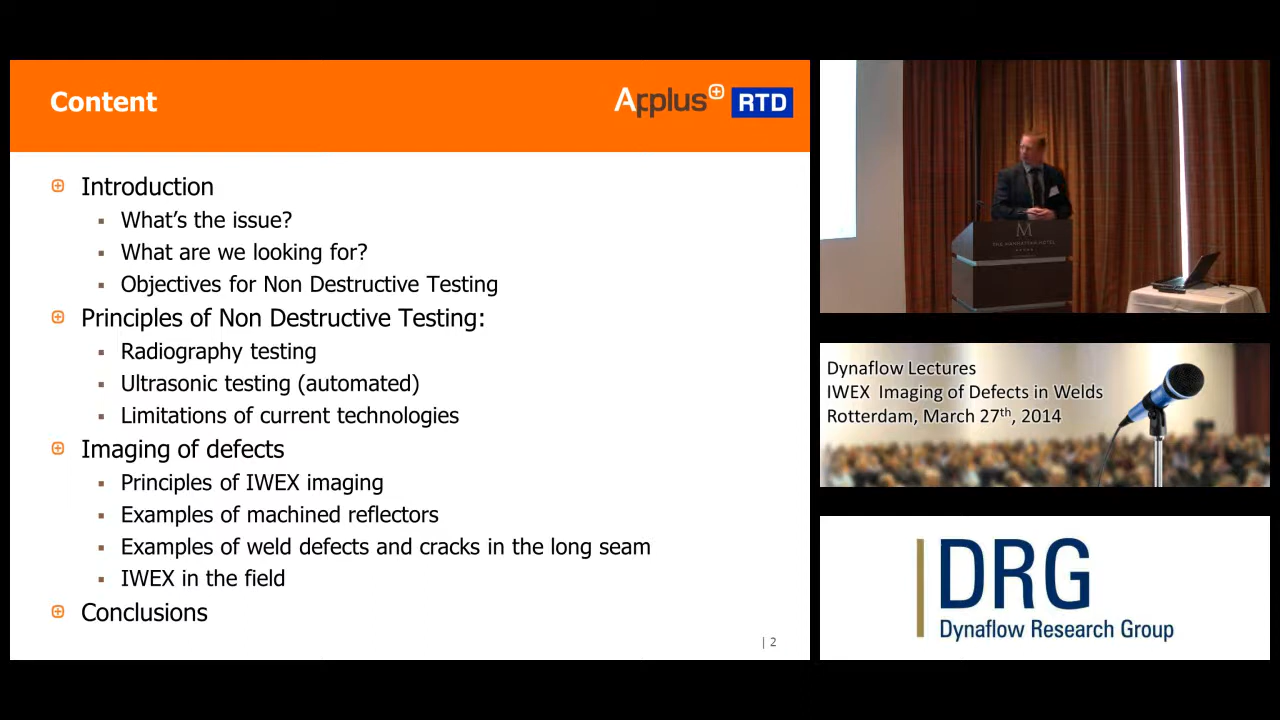 Content
Applus+ RTD
Introduction
What's the issue?
What are we looking for?
Objectives for Non Destructive Testing
Principles of Non Destructive Testing:
Radiography testing
Ultrasonic testing (automated)
Limitations of current technologies
Imaging of defects
Principles of IWEX imaging
Examples of machined reflectors
Examples of weld defects and cracks in the long seam
IWEX in the field
Conclusions
| 2
M
THE MANHATTAN HOTEL
Dynaflow Lectures
IWEX Imaging of Defects in Welds
Rotterdam, March 27th, 2014
DRG
Dynaflow Research Group